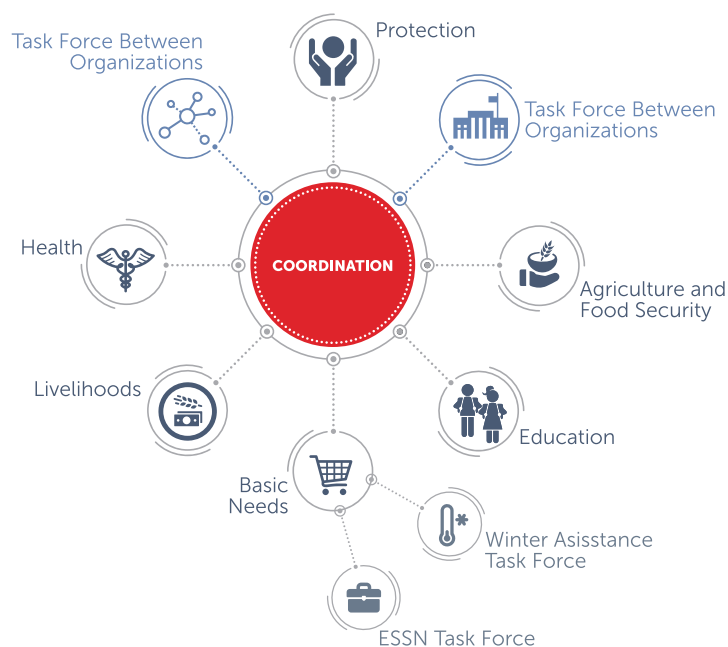 Protection
Task Force Between
Organizations
Task Force Between
Organizations
Health
COORDINATION
Agriculture and
Food Security
Livelihoods
Education
Basic
Needs
Winter Asisstance
Task Force
ESSN Task Force